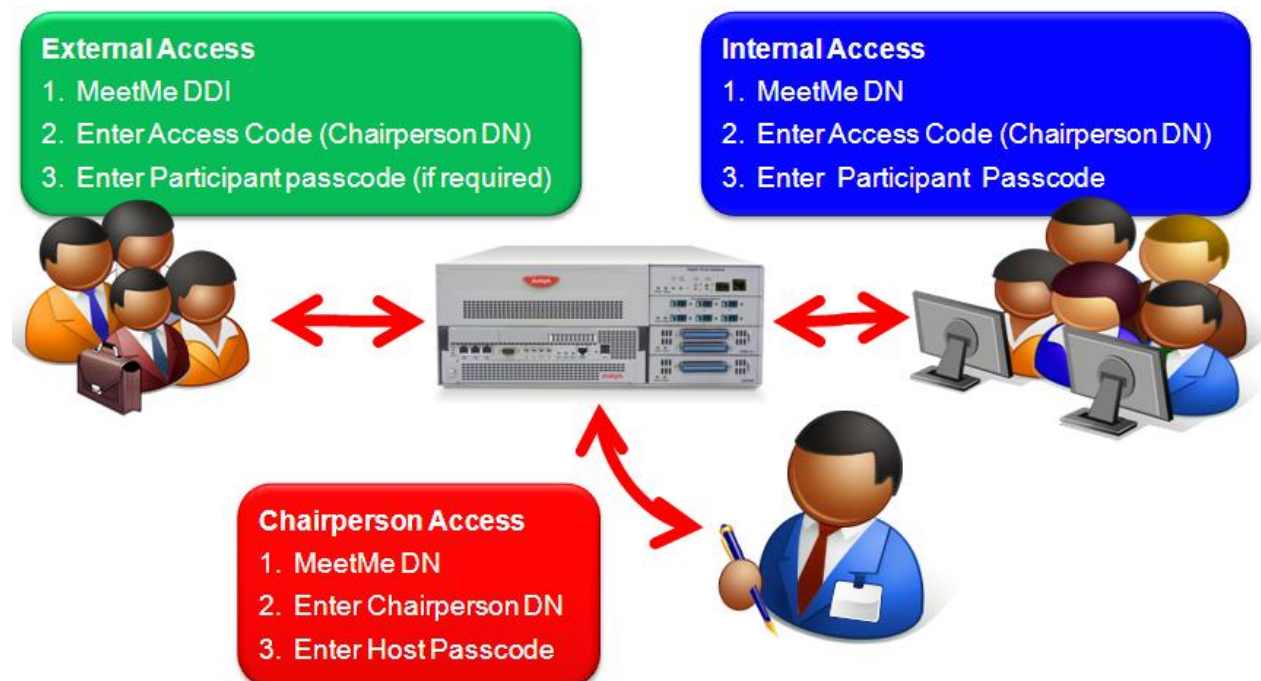 External Access
1. MeetMe DDI
2. Enter Access Code (Chairperson DN)
3. Enter Participant passcode (if required)
Internal Access
1. MeetMe DN
2. Enter Access Code (Chairperson DN)
3. Enter Participant Passcode
AVAYA
AVAYA
Chairperson Access
1. MeetMe DN
2. Enter Chairperson DN
3. Enter Host Passcode